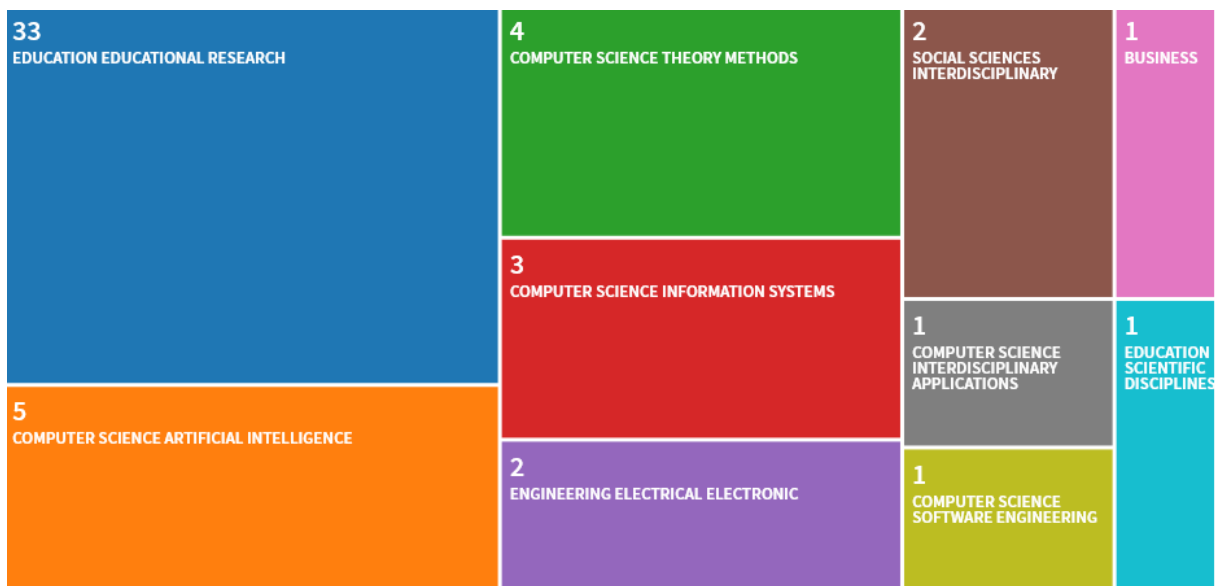 33
EDUCATION EDUCATIONAL RESEARCH
5
COMPUTER SCIENCE ARTIFICIAL INTELLIGENCE
4
COMPUTER SCIENCE THEORY METHODS
3
COMPUTER SCIENCE INFORMATION SYSTEMS
2
ENGINEERING ELECTRICAL ELECTRONIC
2
SOCIAL SCIENCES
INTERDISCIPLINARY
1
COMPUTER SCIENCE
INTERDISCIPLINARY
APPLICATIONS
1
COMPUTER SCIENCE
SOFTWARE ENGINEERING
1
BUSINESS
1
EDUCATION
SCIENTIFIC
DISCIPLINES